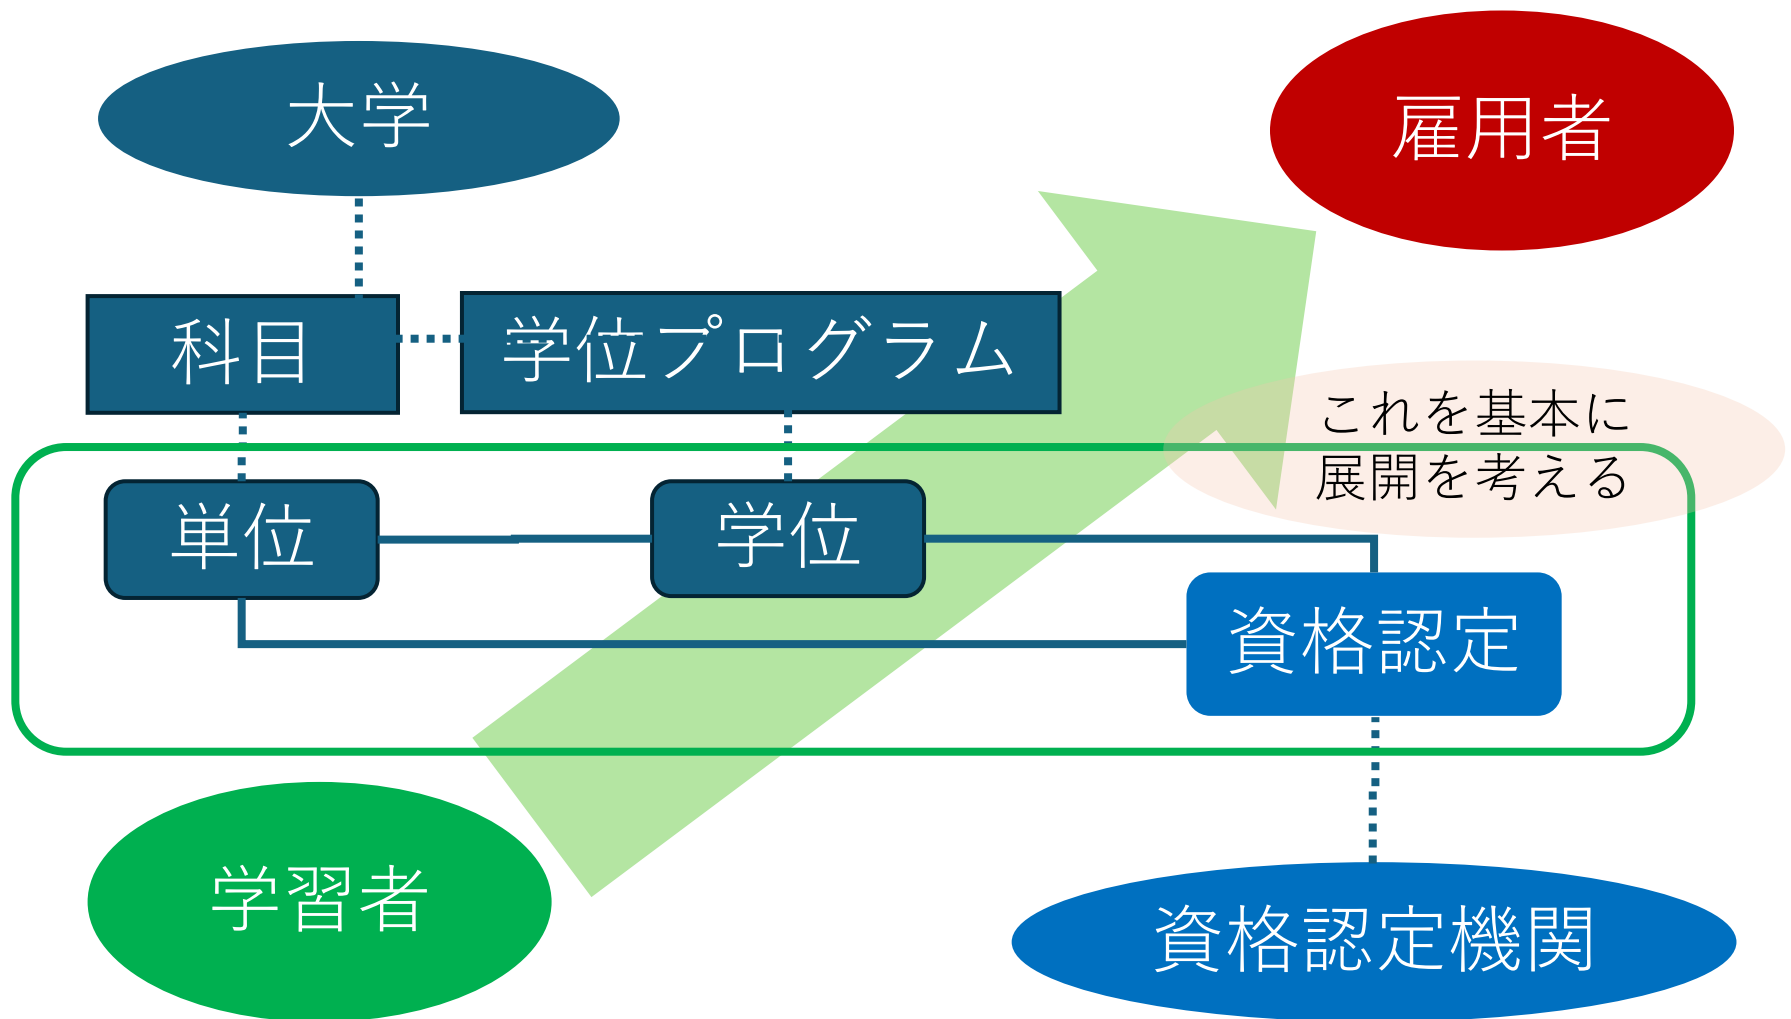 大学
雇用者
科目
学位プログラム
これを基本に
展開を考える
単位
学位
資格認定
学習者
資格認定機関